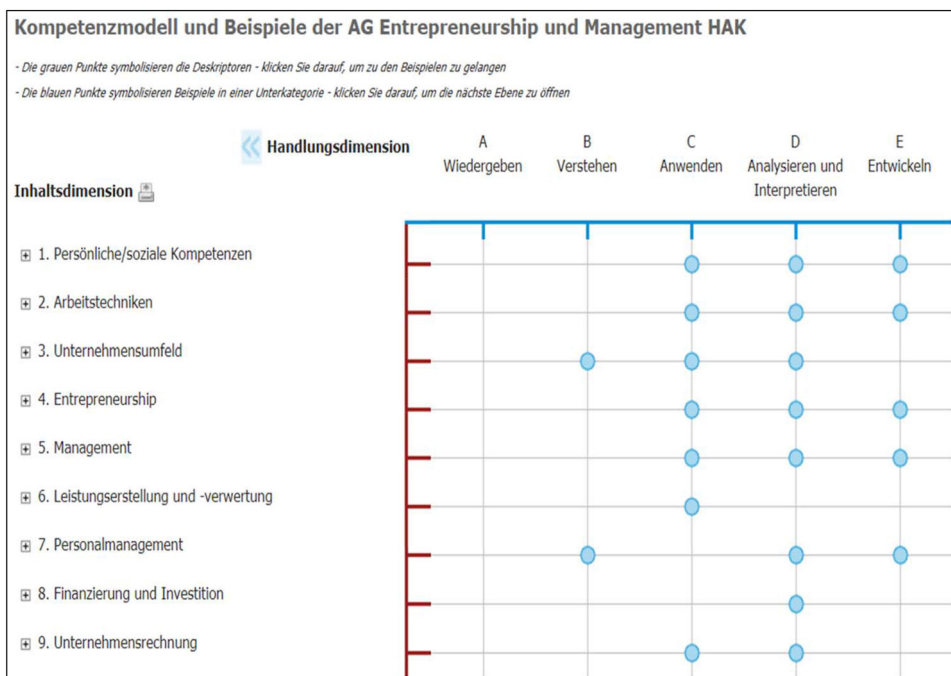 Kompetenzmodell und Beispiele der AG Entrepreneurship und Management HAK
- Die grauen Punkte symbolisieren die Deskriptoren - klicken Sie darauf, um zu den Beispielen zu gelangen
- Die blauen Punkte symbolisieren Beispiele in einer Unterkategorie - klicken Sie darauf, um die nächste Ebene zu öffnen
Handlungsdimension
A
Wiedergeben
B
Verstehen
C
Anwenden
D
Analysieren und
Interpretieren
E
Entwickeln
Inhaltsdimension
1. Persönliche/soziale Kompetenzen
2. Arbeitstechniken
3. Unternehmensumfeld
4. Entrepreneurship
5. Management
6. Leistungserstellung und -verwertung
7. Personalmanagement
8. Finanzierung und Investition
9. Unternehmensrechnung